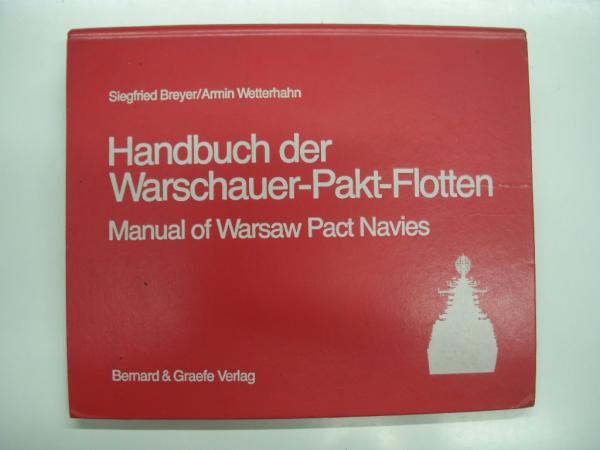 Siegfried Breyer/Armin Wetterhahn
Handbuch der
Warschauer-Pakt-Flotten
Manual of Warsaw Pact Navies
Bernard & Graefe Verlag